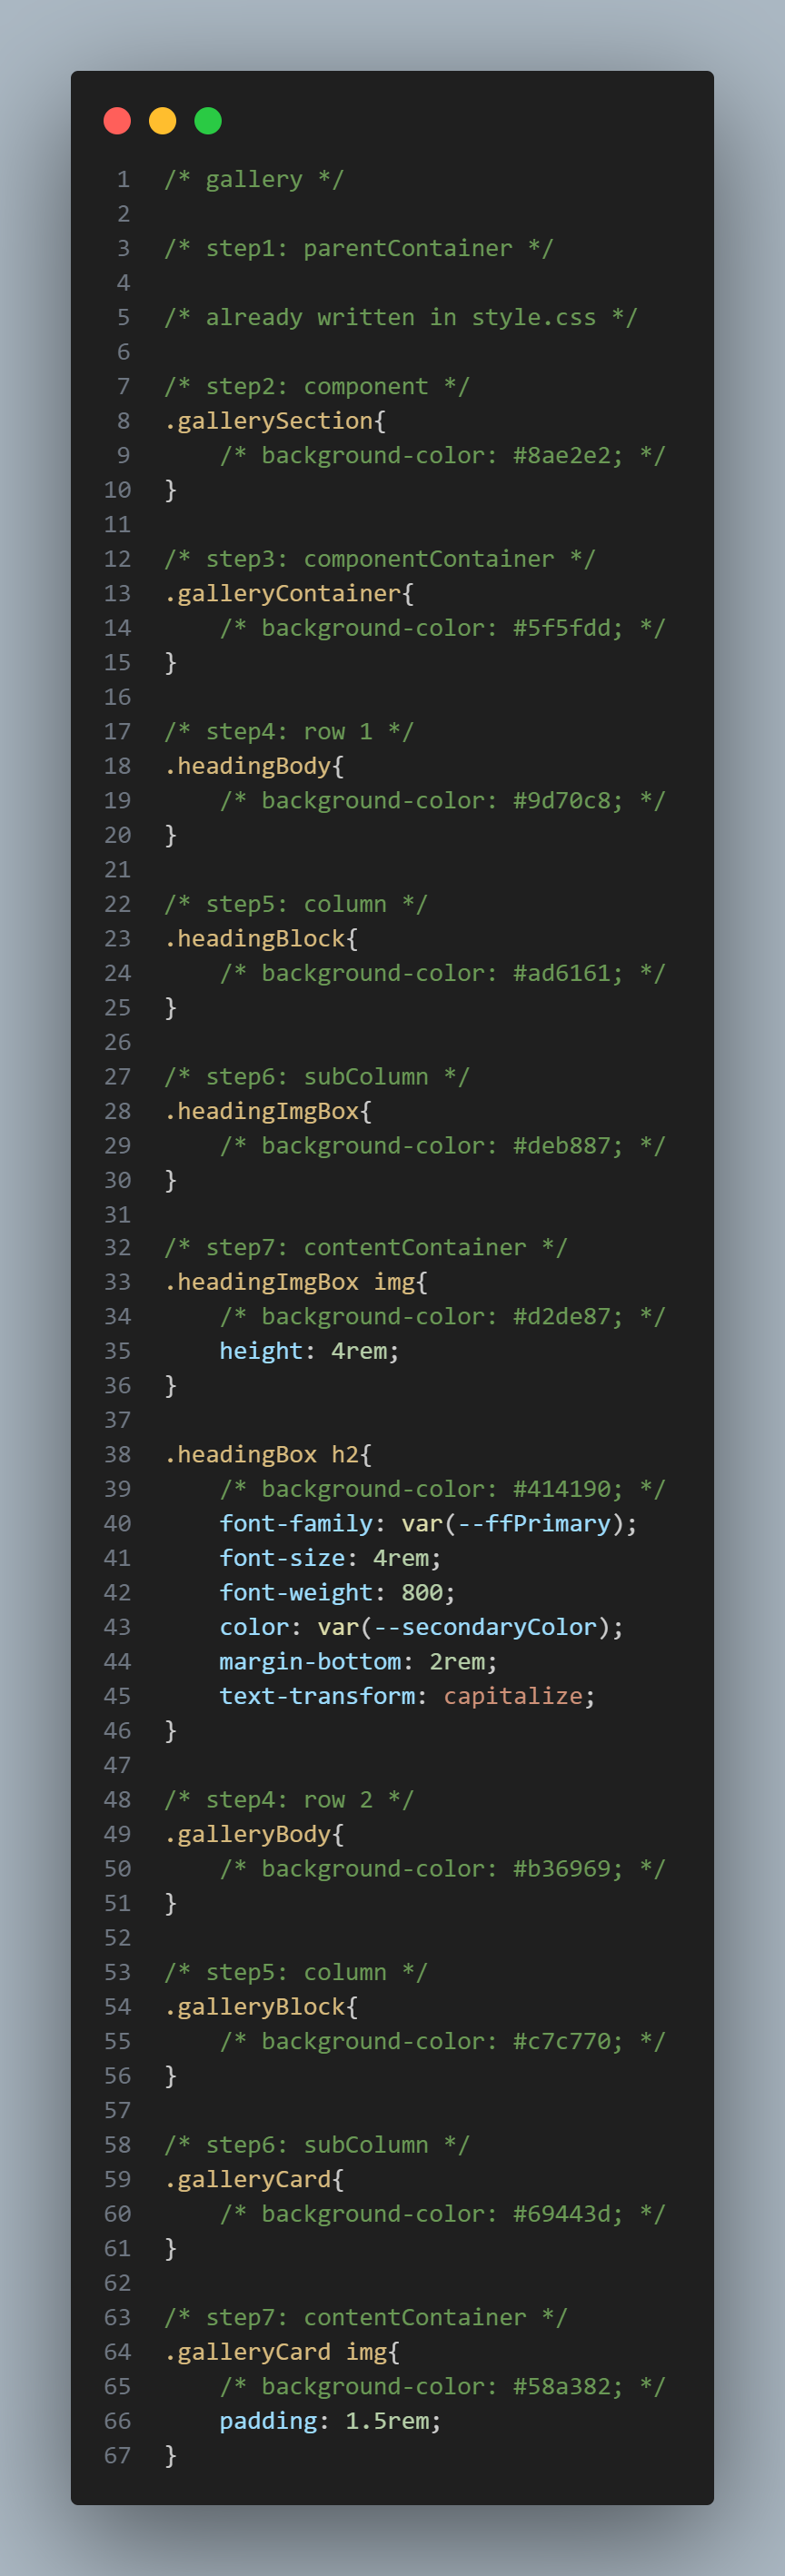 1 /* gallery */
2
3 /* step1: parentContainer */
4
5 /* already written in style.css */
6
7 /* step2: component */
8 .gallerySection{
9     /* background-color: #8ae2e2; */
10 }
11
12 /* step3: componentContainer */
13 .galleryContainer{
14     /* background-color: #5f5fdd; */
15 }
16
17 /* step4: row 1 */
18 .headingBody{
19     /* background-color: #9d70c8; */
20 }
21
22 /* step5: column */
23 .headingBlock{
24     /* background-color: #ad6161; */
25 }
26
27 /* step6: subColumn */
28 .headingImgBox{
29     /* background-color: #deb887; */
30 }
31
32 /* step7: contentContainer */
33 .headingImgBox img{
34     /* background-color: #d2de87; */
35     height: 4rem;
36 }
37
38 .headingBox h2{
39     /* background-color: #414190; */
40     font-family: var(--ffPrimary);
41     font-size: 4rem;
42     font-weight: 800;
43     color: var(--secondaryColor);
44     margin-bottom: 2rem;
45     text-transform: capitalize;
46 }
47
48 /* step4: row 2 */
49 .galleryBody{
50     /* background-color: #b36969; */
51 }
52
53 /* step5: column */
54 .galleryBlock{
55     /* background-color: #c7c770; */
56 }
57
58 /* step6: subColumn */
59 .galleryCard{
60     /* background-color: #69443d; */
61 }
62
63 /* step7: contentContainer */
64 .galleryCard img{
65     /* background-color: #58a382; */
66     padding: 1.5rem;
67 }